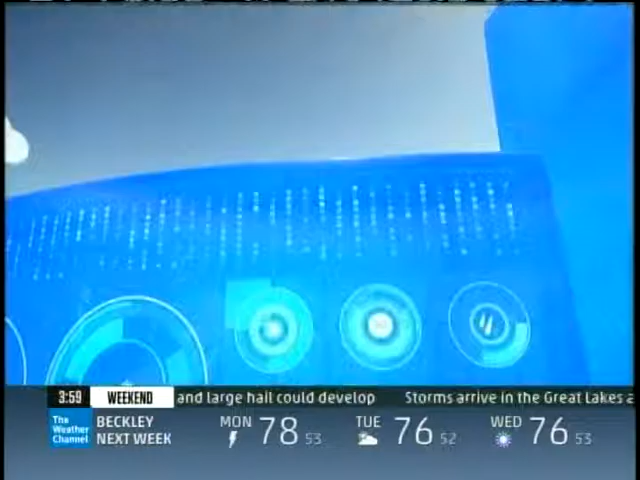 3:59 WEEKEND and large hail could develop Storms arrive in the Great Lakes a
The Weather Channel
BECKLEY NEXT WEEK
MON 78 53
TUE 76 52
WED 76 53